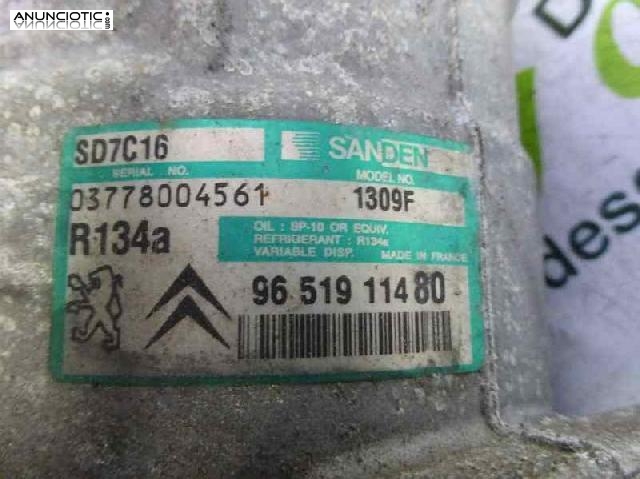 ANUNCIOTIC.com
SD7C16
SANDEN
SERIAL NO.
MODEL NO.
03778004561
1309F
R134a
OIL : SP-10 OR EQUIV.
REFRIGERANT : R134a
VARIABLE DISP. MADE IN FRANCE
96 519 114 80
des